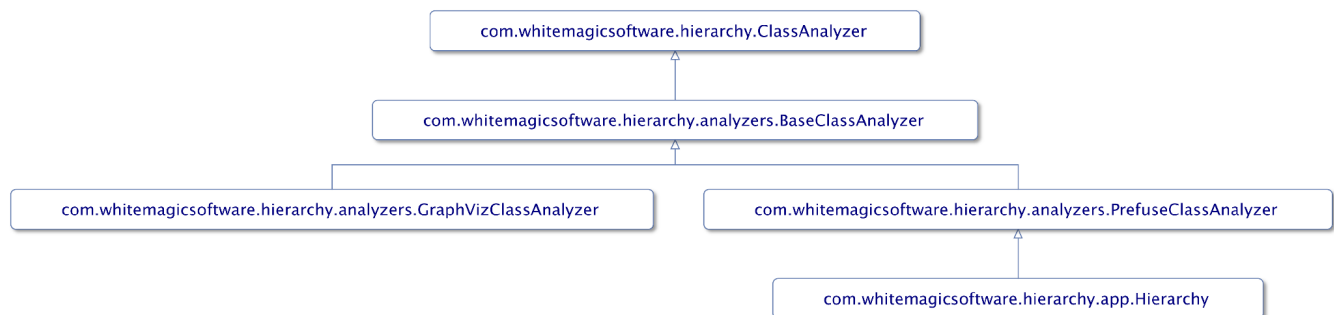 com.whitemagicsoftware.hierarchy.ClassAnalyzer
com.whitemagicsoftware.hierarchy.analyzers.BaseClassAnalyzer
com.whitemagicsoftware.hierarchy.analyzers.GraphVizClassAnalyzer
com.whitemagicsoftware.hierarchy.analyzers.PrefuseClassAnalyzer
com.whitemagicsoftware.hierarchy.app.Hierarchy